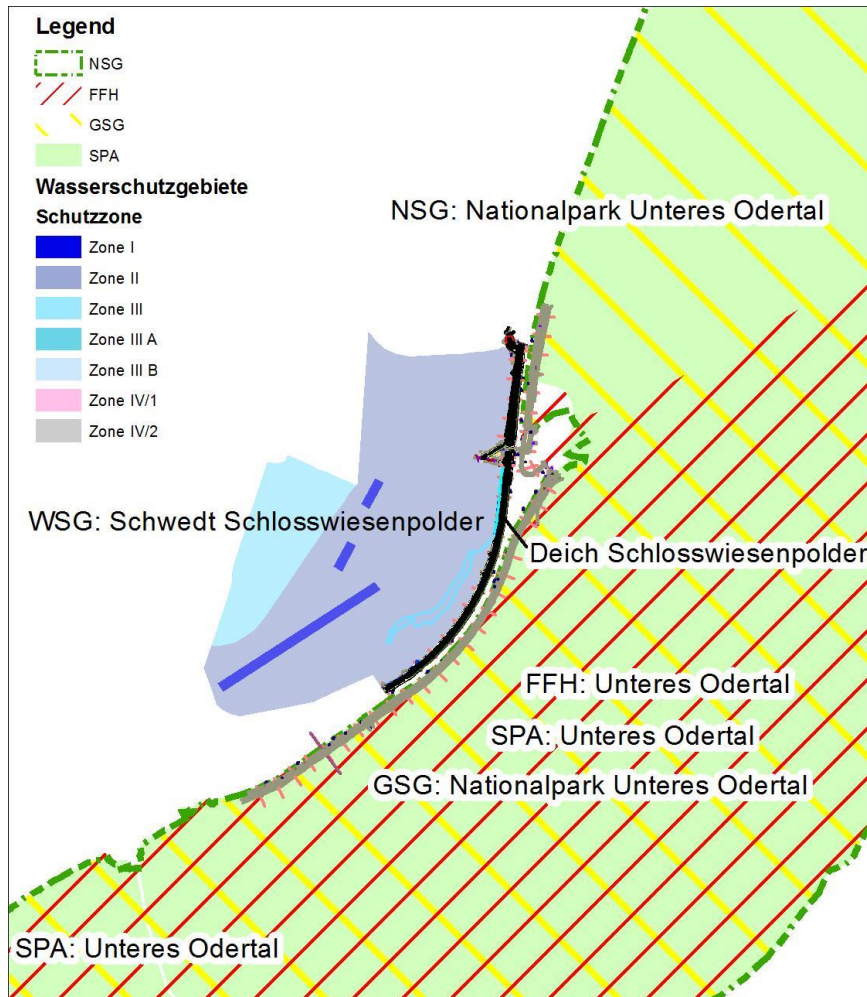 Legend
NSG
FFH
GSG
SPA
Wasserschutzgebiete
Schutzzone
Zone I
Zone II
Zone III
Zone III A
Zone III B
Zone IV/1
Zone IV/2
NSG: Nationalpark Unteres Odertal
WSG: Schwedt Schlosswiesenpolder
Deich Schlosswiesenpolder
FFH: Unteres Odertal
SPA: Unteres Odertal
GSG: Nationalpark Unteres Odertal
SPA: Unteres Odertal